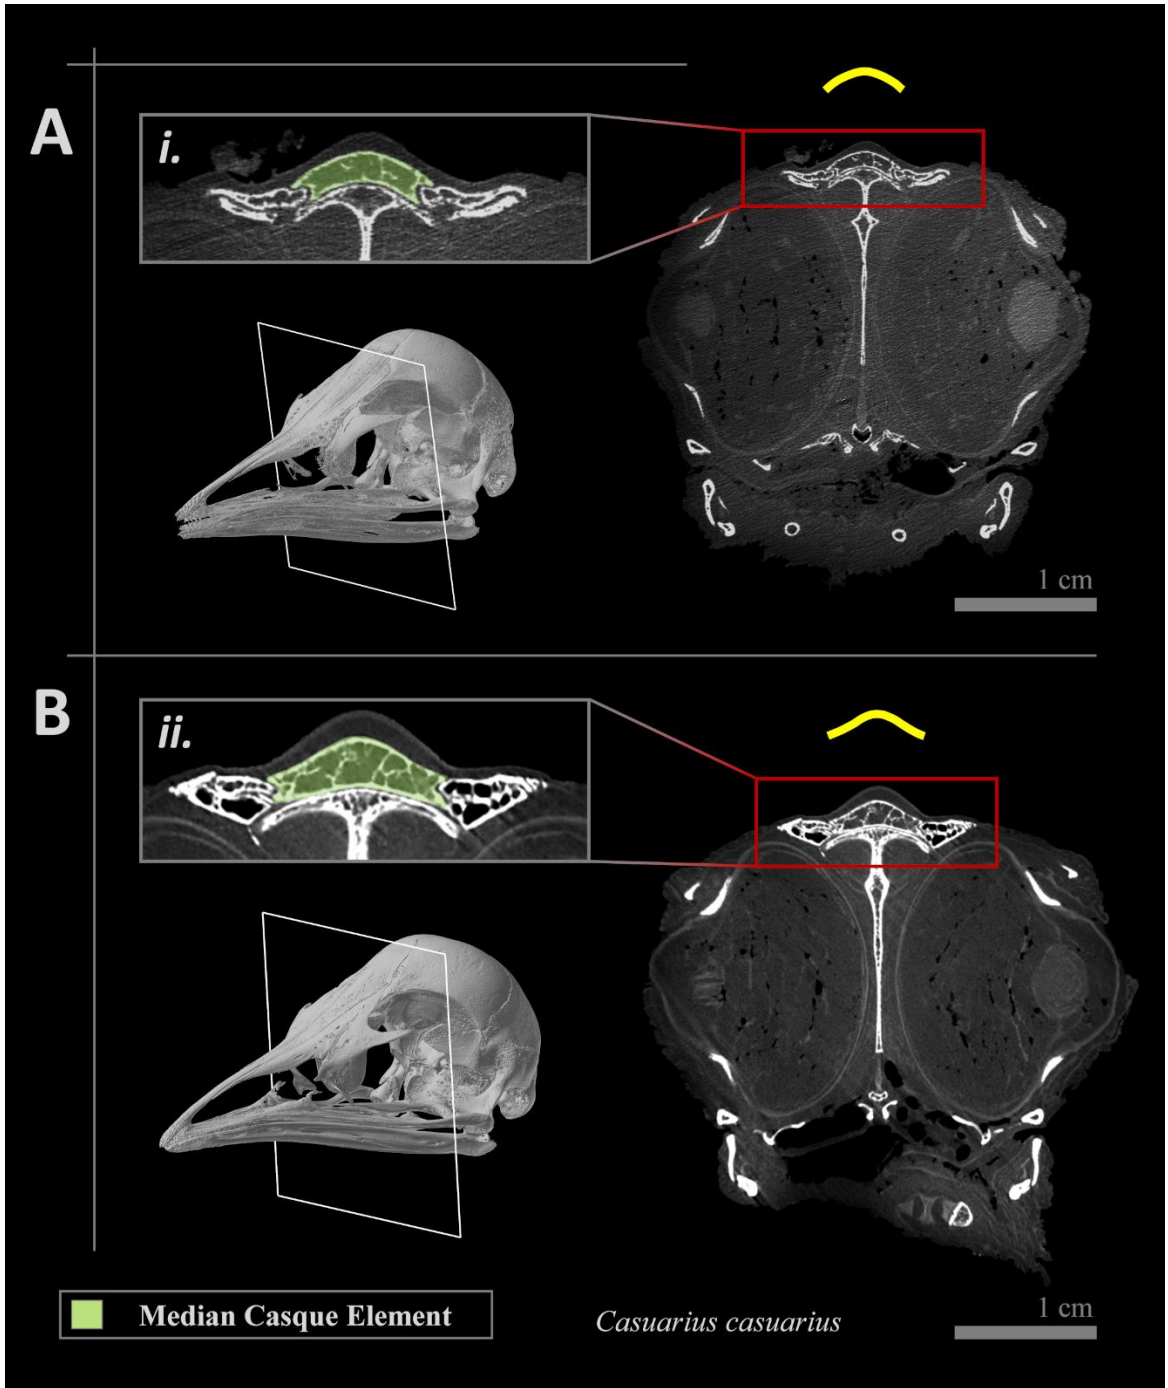 A
i.
1 cm
B
ii.
1 cm
Median Casque Element
Casuarius casuarius